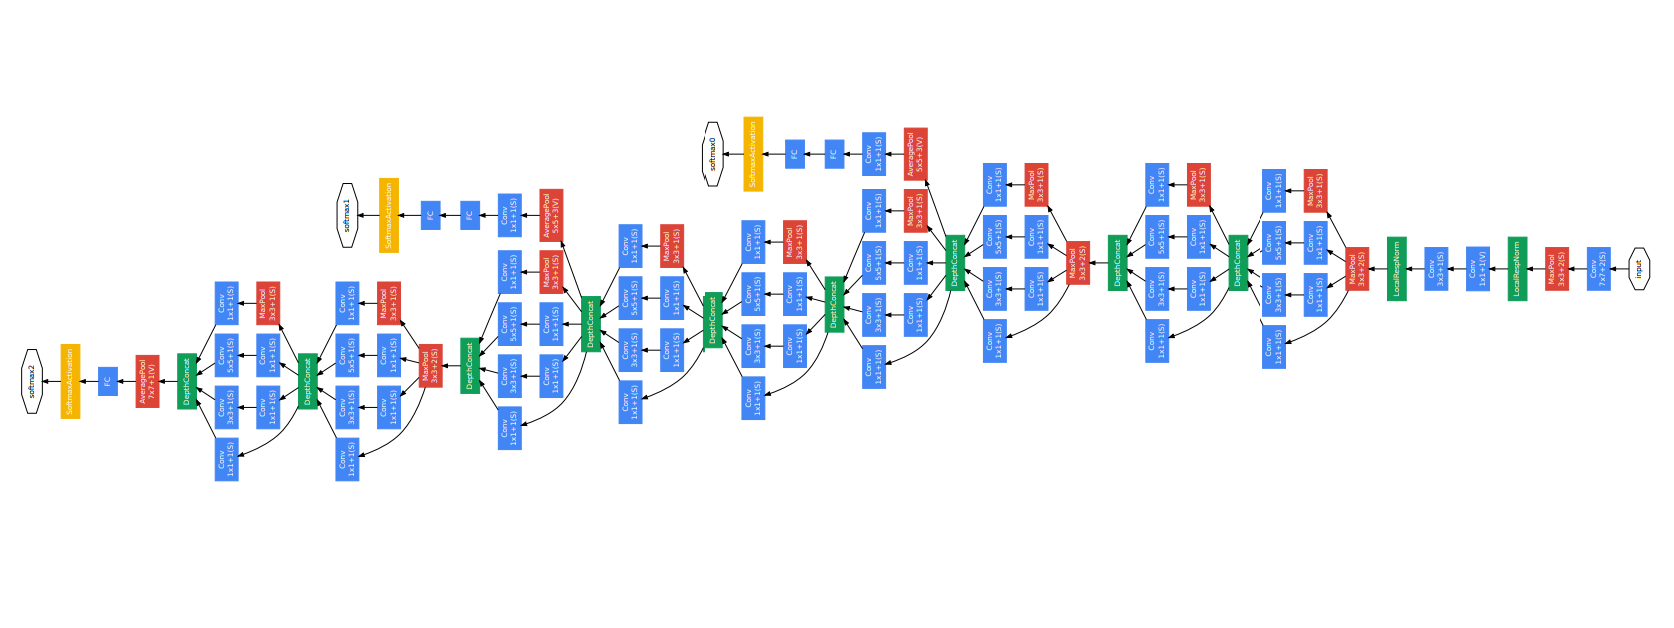 softmax2
SoftmaxActivation
FC
AveragePool
7x7+1(V)
DepthConcat
Conv
1x1+1(S)
Conv
5x5+1(S)
Conv
3x3+1(S)
Conv
1x1+1(S)
MaxPool
3x3+1(S)
Conv
1x1+1(S)
Conv
1x1+1(S)
DepthConcat
softmax1
Conv
1x1+1(S)
Conv
5x5+1(S)
Conv
3x3+1(S)
Conv
1x1+1(S)
SoftmaxActivation
MaxPool
3x3+1(S)
Conv
1x1+1(S)
Conv
1x1+1(S)
FC
MaxPool
3x3+2(S)
FC
DepthConcat
Conv
1x1+1(S)
Conv
1x1+1(S)
Conv
5x5+1(S)
Conv
3x3+1(S)
Conv
1x1+1(S)
AveragePool
5x5+3(V)
MaxPool
3x3+1(S)
Conv
1x1+1(S)
Conv
1x1+1(S)
DepthConcat
Conv
1x1+1(S)
Conv
5x5+1(S)
Conv
3x3+1(S)
Conv
1x1+1(S)
MaxPool
3x3+1(S)
Conv
1x1+1(S)
Conv
1x1+1(S)
softmax0
DepthConcat
SoftmaxActivation
Conv
1x1+1(S)
Conv
5x5+1(S)
Conv
3x3+1(S)
Conv
1x1+1(S)
FC
MaxPool
3x3+1(S)
Conv
1x1+1(S)
Conv
1x1+1(S)
FC
DepthConcat
Conv
1x1+1(S)
Conv
1x1+1(S)
Conv
5x5+1(S)
Conv
3x3+1(S)
Conv
1x1+1(S)
AveragePool
5x5+3(V)
MaxPool
3x3+1(S)
Conv
1x1+1(S)
Conv
1x1+1(S)
DepthConcat
Conv
1x1+1(S)
Conv
5x5+1(S)
Conv
3x3+1(S)
Conv
1x1+1(S)
MaxPool
3x3+1(S)
Conv
1x1+1(S)
Conv
1x1+1(S)
MaxPool
3x3+2(S)
DepthConcat
Conv
1x1+1(S)
Conv
5x5+1(S)
Conv
3x3+1(S)
Conv
1x1+1(S)
MaxPool
3x3+1(S)
Conv
1x1+1(S)
Conv
1x1+1(S)
DepthConcat
Conv
1x1+1(S)
Conv
5x5+1(S)
Conv
3x3+1(S)
Conv
1x1+1(S)
MaxPool
3x3+1(S)
Conv
1x1+1(S)
Conv
1x1+1(S)
MaxPool
3x3+2(S)
LocalRespNorm
Conv
3x3+1(S)
Conv
1x1+1(V)
LocalRespNorm
MaxPool
3x3+2(S)
Conv
7x7+2(S)
input